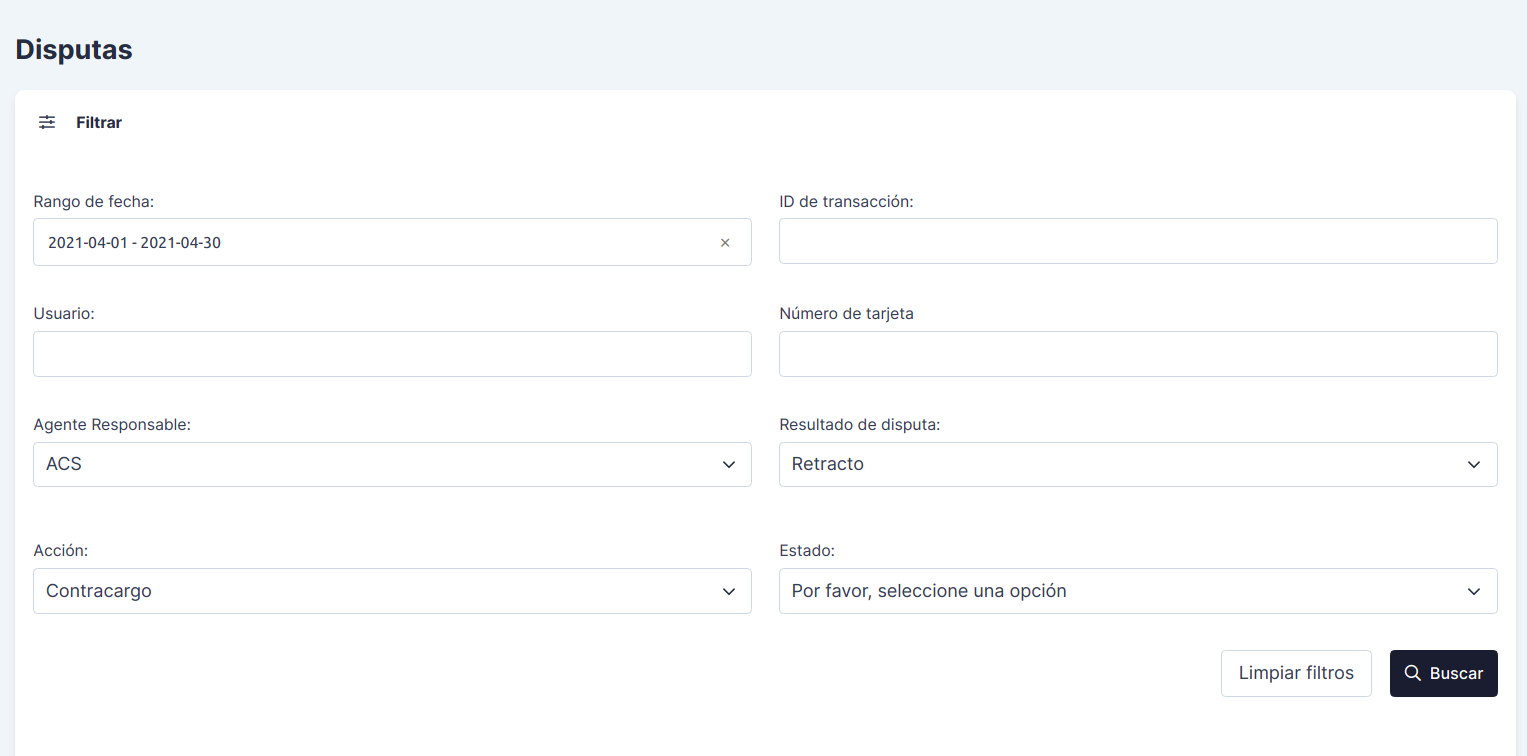 Disputas
Filtrar
Rango de fecha:
ID de transacción:
2021-04-01 - 2021-04-30
Usuario:
Número de tarjeta
Agente Responsable:
Resultado de disputa:
ACS
Retracto
Acción:
Estado:
Contracargo
Por favor, seleccione una opción
Limpiar filtros
Buscar